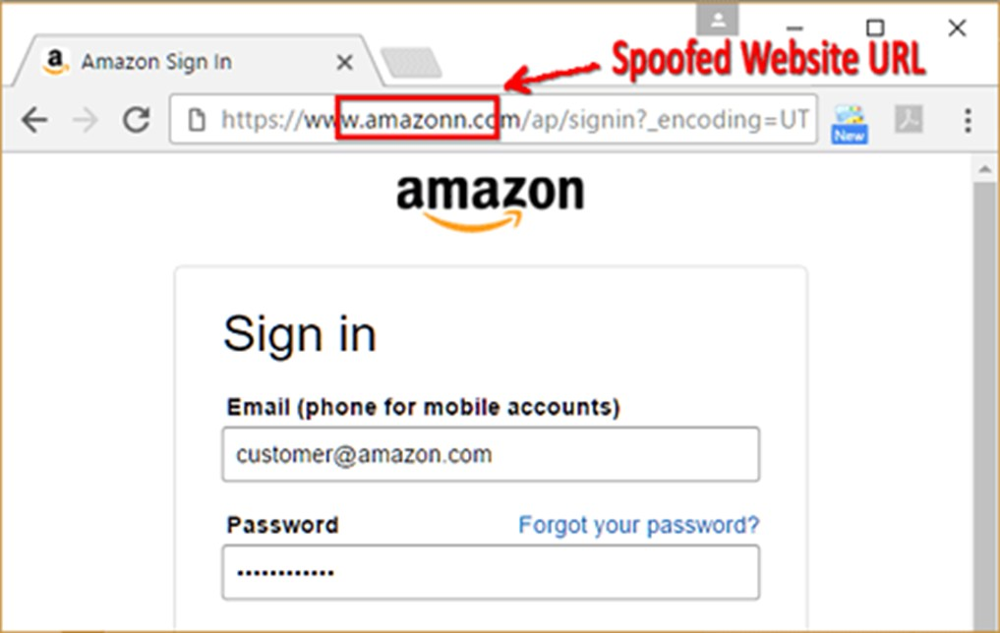 Amazon Sign In
Spoofed Website URL
https://www.amazonn.com/ap/signin?_encoding=UT
New
amazon
Sign in
Email (phone for mobile accounts)
customer@amazon.com
Password Forgot your password?
••••••••••••